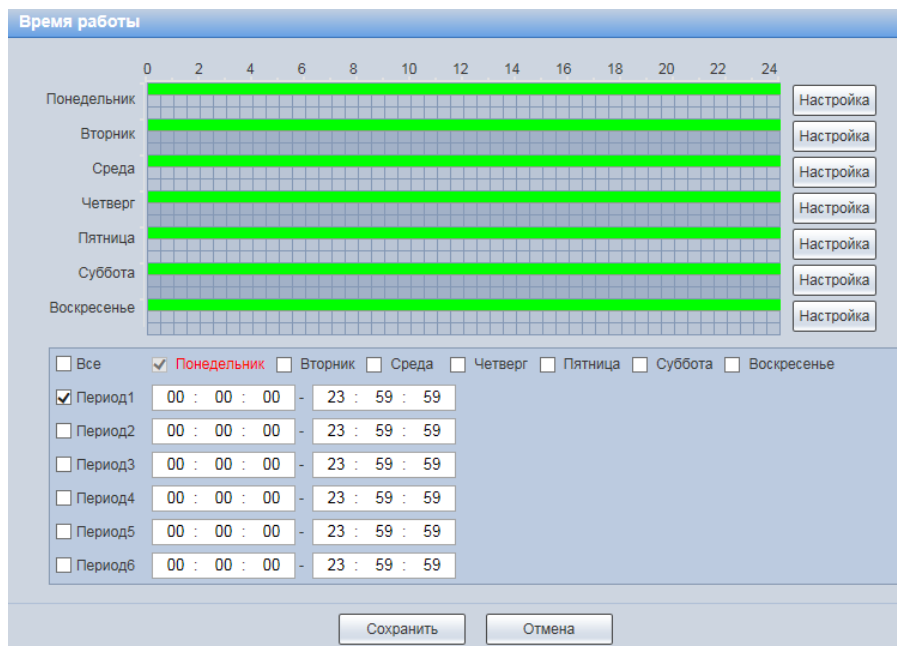 Время работы
0 2 4 6 8 10 12 14 16 18 20 22 24
Понедельник Настройка
Вторник Настройка
Среда Настройка
Четверг Настройка
Пятница Настройка
Суббота Настройка
Воскресенье Настройка
Все Понедельник Вторник Среда Четверг Пятница Суббота Воскресенье
Период1 00 : 00 : 00 - 23 : 59 : 59
Период2 00 : 00 : 00 - 23 : 59 : 59
Период3 00 : 00 : 00 - 23 : 59 : 59
Период4 00 : 00 : 00 - 23 : 59 : 59
Период5 00 : 00 : 00 - 23 : 59 : 59
Период6 00 : 00 : 00 - 23 : 59 : 59
Сохранить Отмена